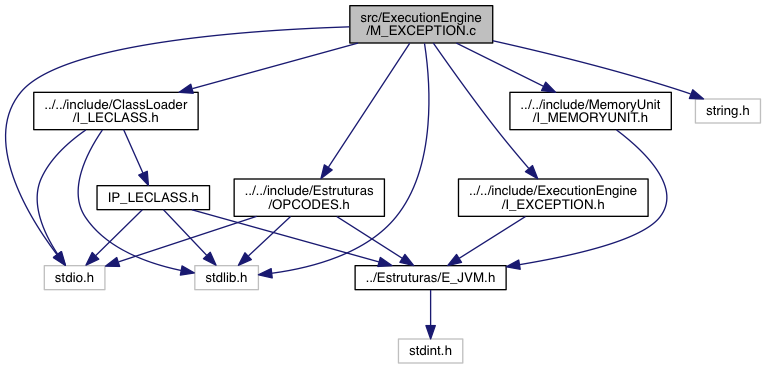 src/ExecutionEngine
/M_EXCEPTION.c
../../include/ClassLoader
/I_LECLASS.h
../../include/MemoryUnit
/I_MEMORYUNIT.h
string.h
IP_LECLASS.h
../../include/Estruturas
/OPCODES.h
../../include/ExecutionEngine
/I_EXCEPTION.h
stdio.h
stdlib.h
../Estruturas/E_JVM.h
stdint.h